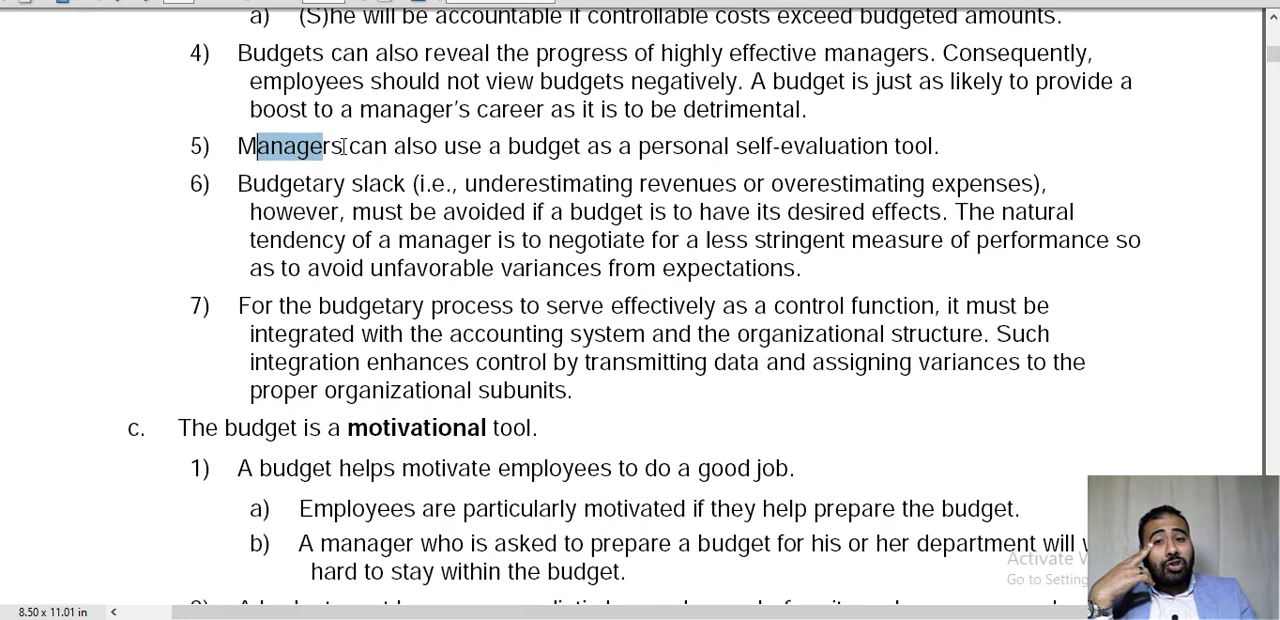 a) (S)he will be accountable if controllable costs exceed budgeted amounts.
4) Budgets can also reveal the progress of highly effective managers. Consequently,
employees should not view budgets negatively. A budget is just as likely to provide a
boost to a manager's career as it is to be detrimental.
5) Managers can also use a budget as a personal self-evaluation tool.
6) Budgetary slack (i.e., underestimating revenues or overestimating expenses),
however, must be avoided if a budget is to have its desired effects. The natural
tendency of a manager is to negotiate for a less stringent measure of performance so
as to avoid unfavorable variances from expectations.
7) For the budgetary process to serve effectively as a control function, it must be
integrated with the accounting system and the organizational structure. Such
integration enhances control by transmitting data and assigning variances to the
proper organizational subunits.
c. The budget is a motivational tool.
1) A budget helps motivate employees to do a good job.
a) Employees are particularly motivated if they help prepare the budget.
b) A manager who is asked to prepare a budget for his or her department will
hard to stay within the budget.
Activate
Go to Setting
8.50 x 11.01 in